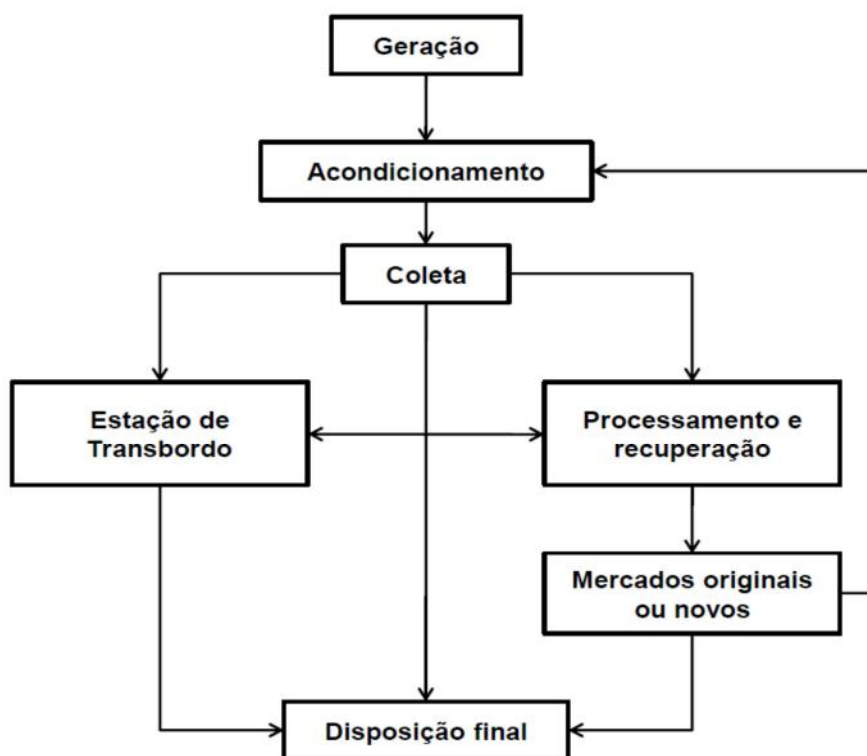 Geração
Acondicionamento
Coleta
Estação de
Transbordo
Processamento e
recuperação
Mercados originais
ou novos
Disposição final